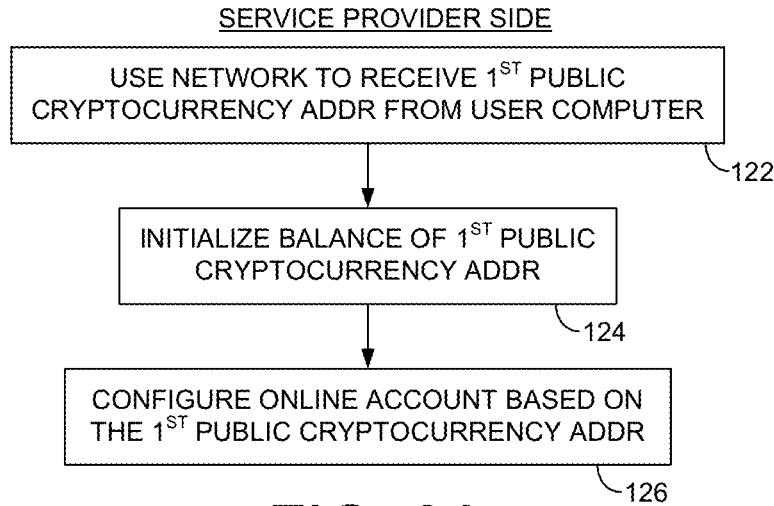 SERVICE PROVIDER SIDE
USE NETWORK TO RECEIVE 1ST PUBLIC
CRYPTOCURRENCY ADDR FROM USER COMPUTER
122
INITIALIZE BALANCE OF 1ST PUBLIC
CRYPTOCURRENCY ADDR
124
CONFIGURE ONLINE ACCOUNT BASED ON
THE 1ST PUBLIC CRYPTOCURRENCY ADDR
126